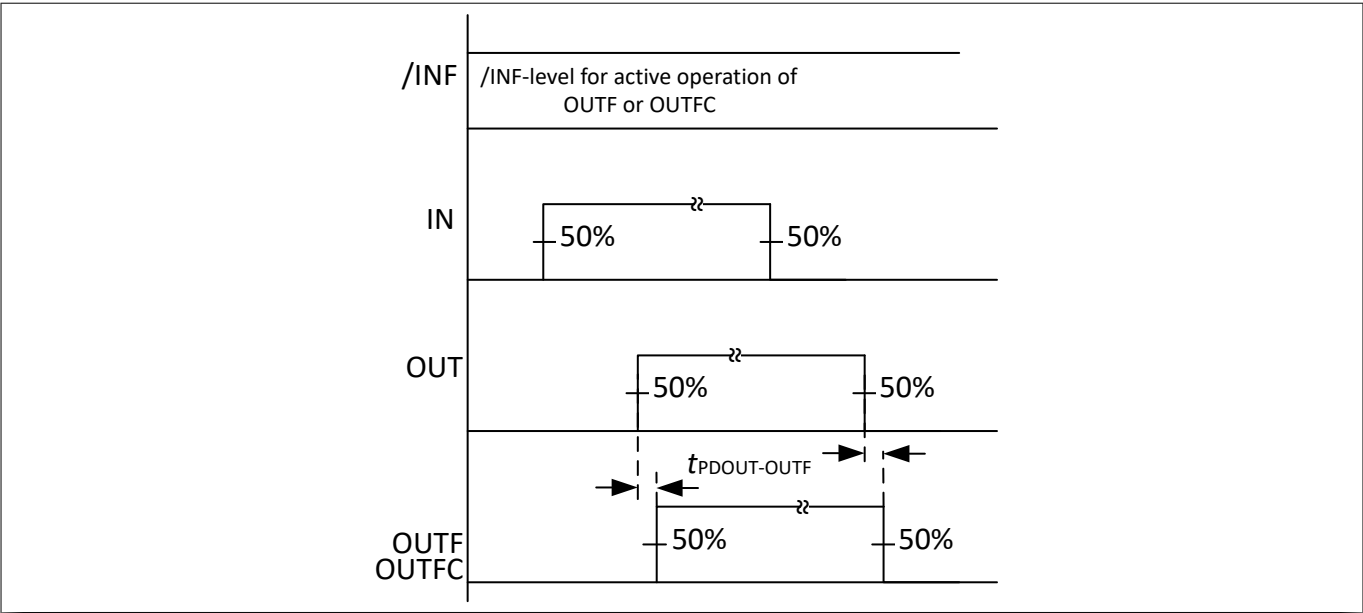 /INF
/INF-level for active operation of
OUTF or OUTFC
IN
50%
50%
OUT
50%
50%
tPDOUT-OUTF
OUTF
OUTFC
50%
50%